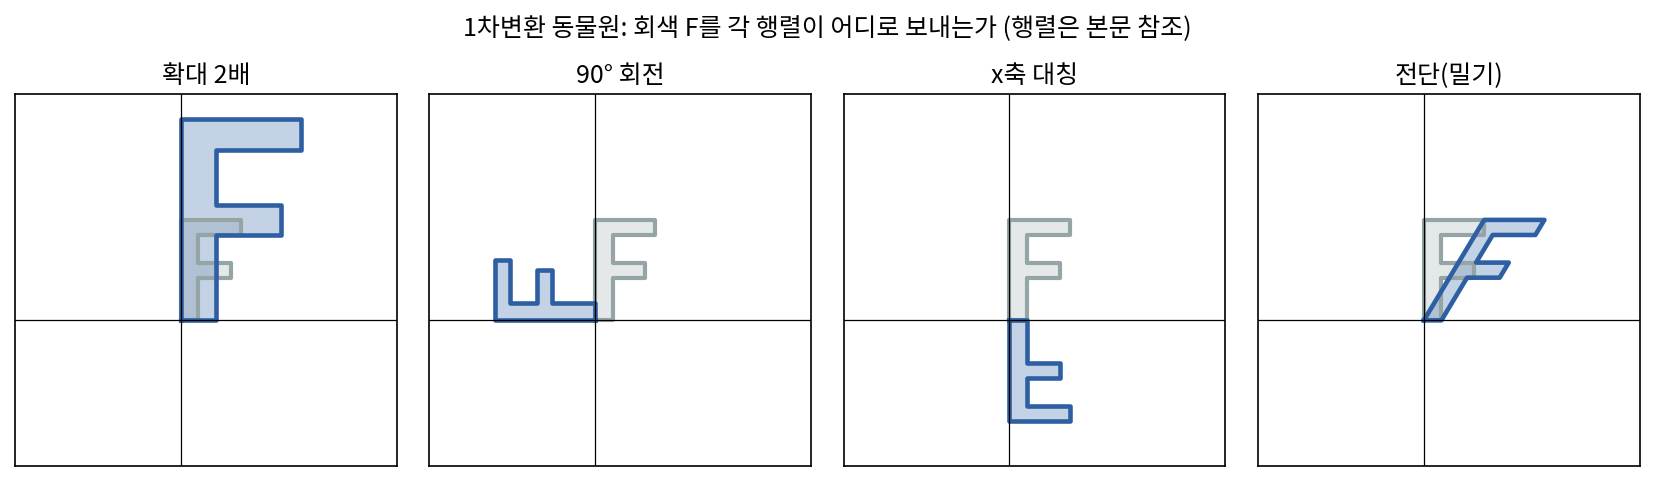 1차변환 동물원: 회색 F를 각 행렬이 어디로 보내는가 (행렬은 본문 참조)
확대 2배
90° 회전
x축 대칭
전단(밀기)